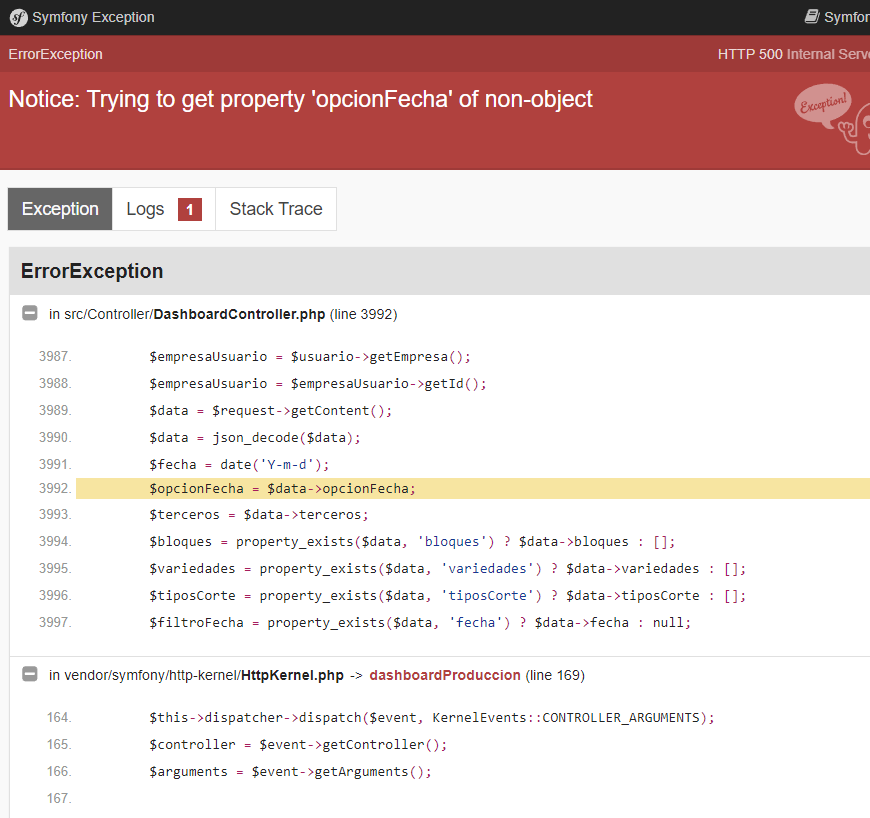 sf Symfony Exception
Symfor
ErrorException
HTTP 500 Internal Serve
Notice: Trying to get property 'opcionFecha' of non-object
Exception!
Exception Logs 1 Stack Trace
ErrorException
in src/Controller/DashboardController.php (line 3992)
3987. $empresaUsuario = $usuario->getEmpresa();
3988. $empresaUsuario = $empresaUsuario->getId();
3989. $data = $request->getContent();
3990. $data = json_decode($data);
3991. $fecha = date('Y-m-d');
3992. $opcionFecha = $data->opcionFecha;
3993. $terceros = $data->terceros;
3994. $bloques = property_exists($data, 'bloques') ? $data->bloques : [];
3995. $variedades = property_exists($data, 'variedades') ? $data->variedades : [];
3996. $tiposCorte = property_exists($data, 'tiposCorte') ? $data->tiposCorte : [];
3997. $filtroFecha = property_exists($data, 'fecha') ? $data->fecha : null;
in vendor/symfony/http-kernel/HttpKernel.php -> dashboardProduccion (line 169)
164. $this->dispatcher->dispatch($event, KernelEvents::CONTROLLER_ARGUMENTS);
165. $controller = $event->getController();
166. $arguments = $event->getArguments();
167.